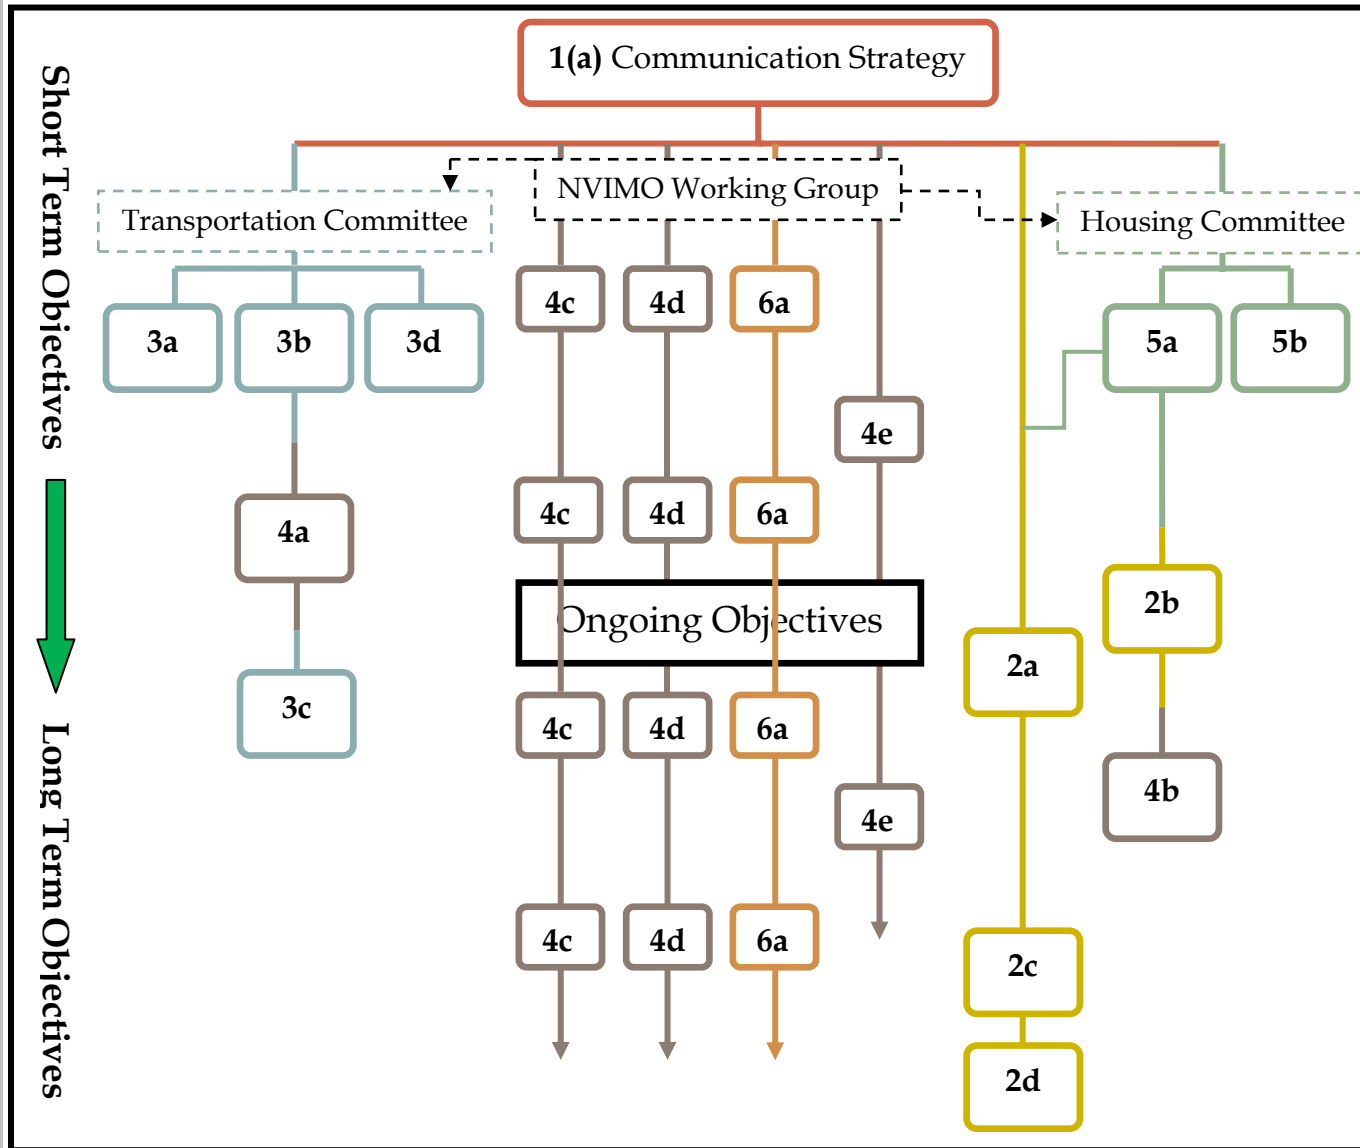 1(a) Communication Strategy
Short Term Objectives
NVIMO Working Group
Transportation Committee
Housing Committee
4c
4d
6a
3a
3b
3d
5a
5b
4e
4c
4d
6a
4a
2b
Ongoing Objectives
2a
3c
4c
4d
6a
4b
4e
Long Term Objectives
4c
4d
6a
2c
2d